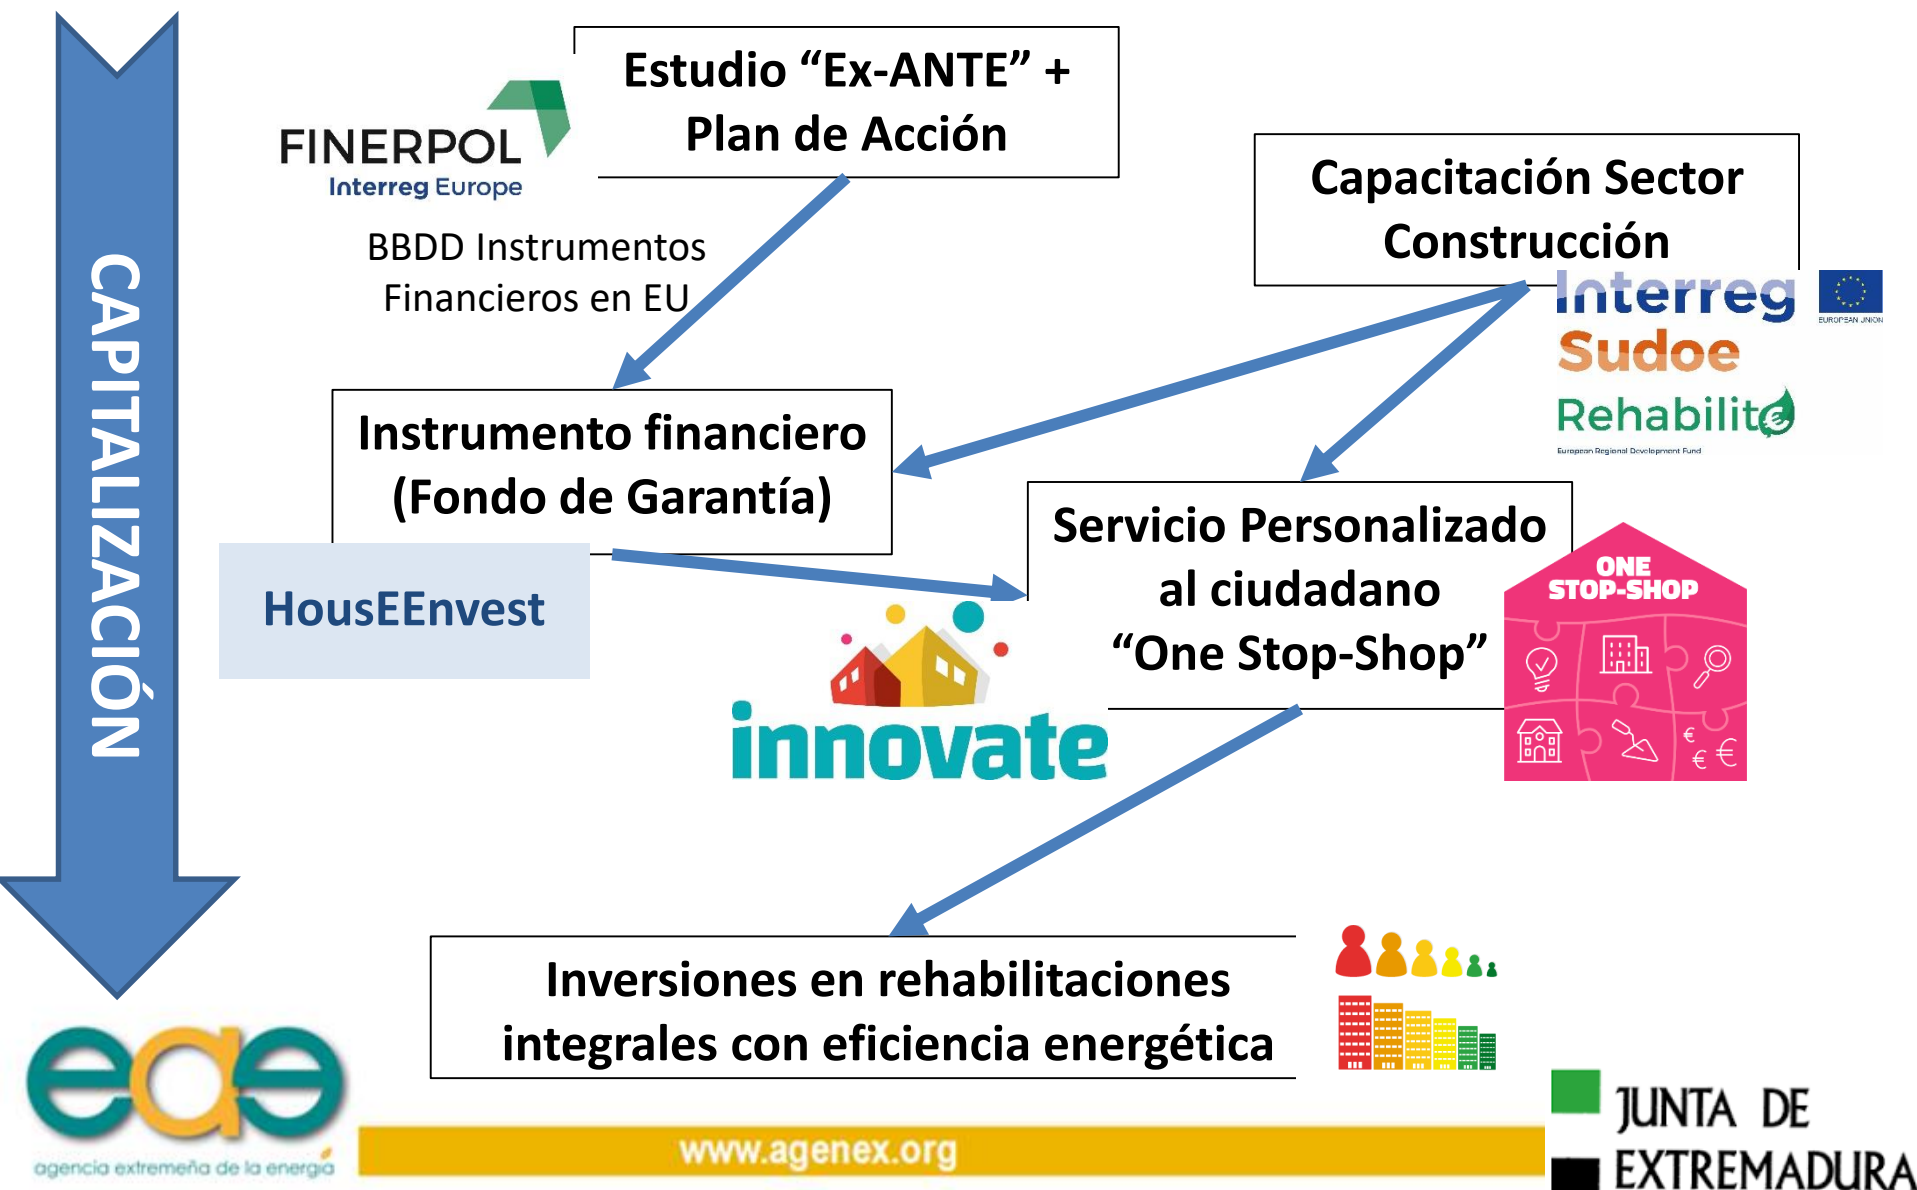 CAPITALIZACIÓN
Estudio “Ex-ANTE” +
Plan de Acción
FINERPOL
Interreg Europe
BBDD Instrumentos
Financieros en EU
Capacitación Sector
Construcción
Interreg
EUROPEAN UNION
Sudoe
Rehabilite
European Regional Development Fund
Instrumento financiero
(Fondo de Garantía)
HousEEnvest
Servicio Personalizado
al ciudadano
“One Stop-Shop”
ONE
STOP-SHOP
innovate
Inversiones en rehabilitaciones
integrales con eficiencia energética
eae
agencia extremeña de la energía
www.agenex.org
JUNTA DE
EXTREMADURA